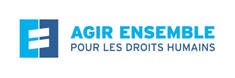 AGIR ENSEMBLE
POUR LES DROITS HUMAINS